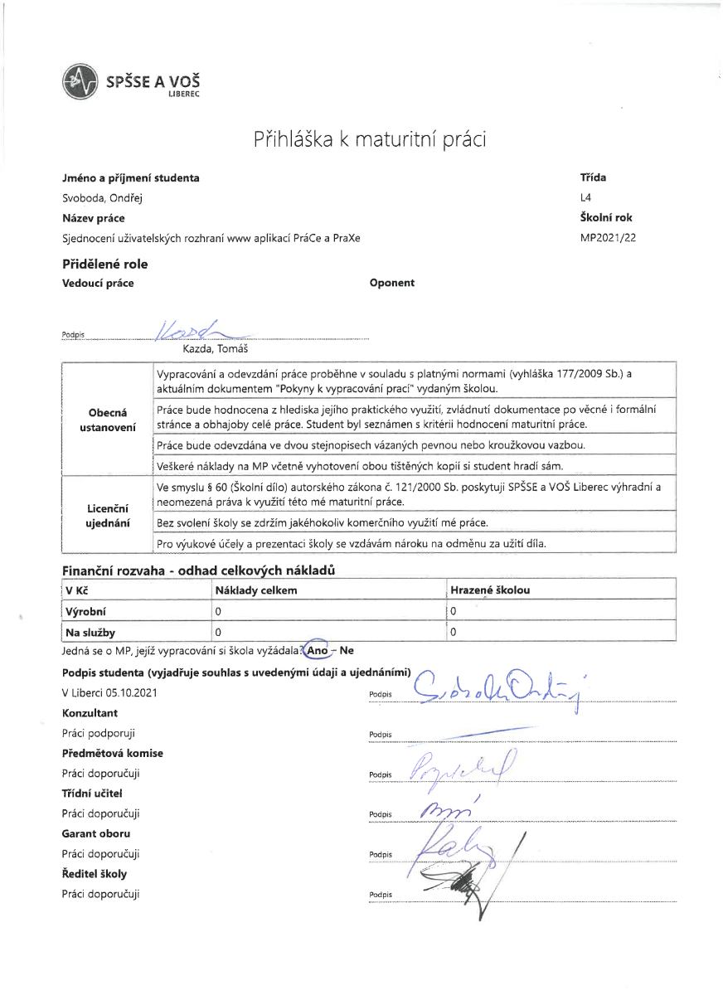 SPŠSE A VOŠ
LIBEREC
Přihláška k maturitní práci
Jméno a příjmení studenta
Třída
Svoboda, Ondřej
L4
Název práce
Školní rok
Sjednocení uživatelských rozhraní www aplikací PráCe a PraXe
MP2021/22
Přidělené role
Vedoucí práce
Oponent
Podpis Kazda
Kazda, Tomáš
Obecná ustanovení
Vypracování a odevzdání práce proběhne v souladu s platnými normami (vyhláška 177/2009 Sb.) a
aktuálním dokumentem "Pokyny k vypracování prací" vydaným školou.
Práce bude hodnocena z hlediska jejího praktického využití, zvládnutí dokumentace po věcné i formální
stránce a obhajoby celé práce. Student byl seznámen s kritérii hodnocení maturitní práce.
Práce bude odevzdána ve dvou stejnopisech vázaných pevnou nebo kroužkovou vazbou.
Veškeré náklady na MP včetně vyhotovení obou tištěných kopií si student hradí sám.
Licenční ujednání
Ve smyslu § 60 (Školní dílo) autorského zákona č. 121/2000 Sb. poskytuji SPŠSE a VOŠ Liberec výhradní a
neomezená práva k využití této mé maturitní práce.
Bez svolení školy se zdržím jakéhokoliv komerčního využití mé práce.
Pro výukové účely a prezentaci školy se vzdávám nároku na odměnu za užití díla.
Finanční rozvaha - odhad celkových nákladů
V Kč Náklady celkem Hrazené školou
Výrobní 0 0
Na služby 0 0
Jedná se o MP, jejíž vypracování si škola vyžádala? Ano – Ne
Podpis studenta (vyjadřuje souhlas s uvedenými údaji a ujednáními)
V Liberci 05.10.2021
Podpis Svoboda Ondřej
Konzultant
Práci podporuji
Podpis
Předmětová komise
Práci doporučuji
Podpis
Třídní učitel
Práci doporučuji
Podpis
Garant oboru
Práci doporučuji
Podpis
Ředitel školy
Práci doporučuji
Podpis